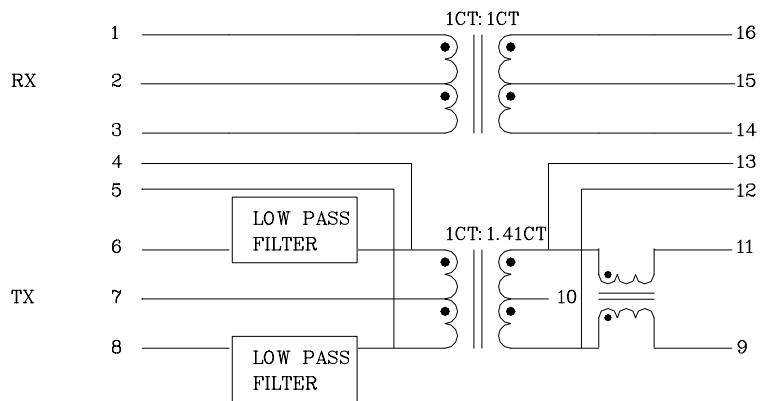 1 1CT:1CT 16
RX 2 15
3 14
4 13
5 12
LOW PASS
FILTER
6 1CT:1.41CT 11
TX 7 10
8 9
LOW PASS
FILTER